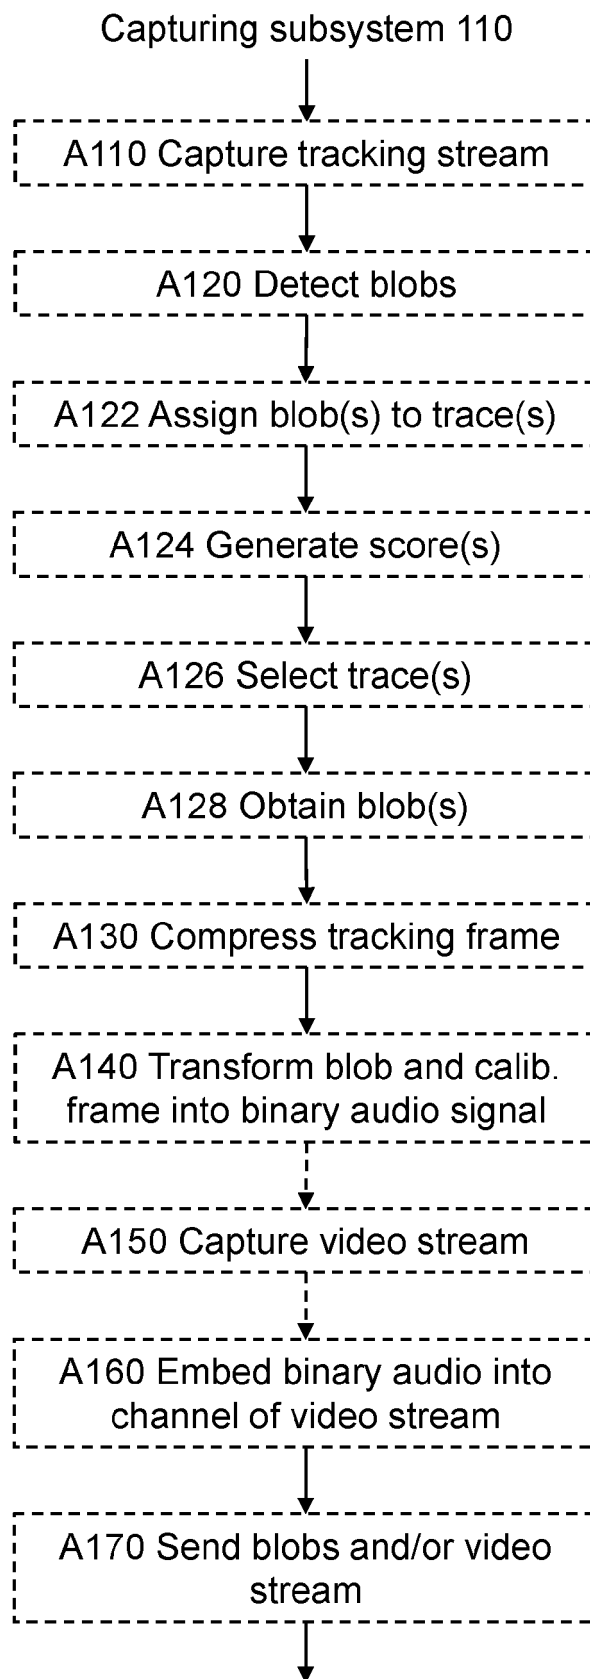 Capturing subsystem 110
A110 Capture tracking stream
A120 Detect blobs
A122 Assign blob(s) to trace(s)
A124 Generate score(s)
A126 Select trace(s)
A128 Obtain blob(s)
A130 Compress tracking frame
A140 Transform blob and calib.
frame into binary audio signal
A150 Capture video stream
A160 Embed binary audio into
channel of video stream
A170 Send blobs and/or video
stream